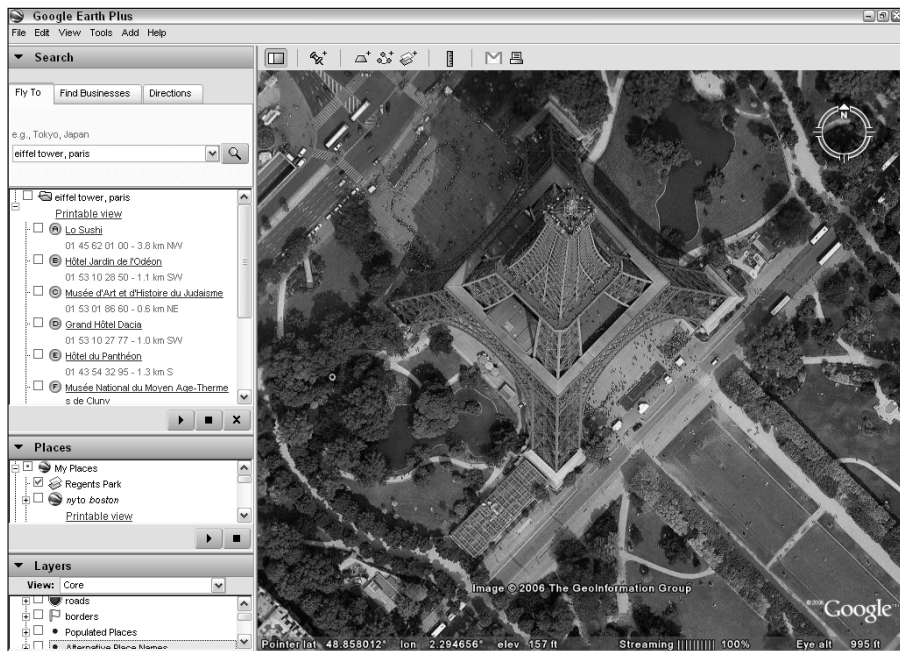 Google Earth Plus
File Edit View Tools Add Help
Search
Fly To Find Businesses Directions
e.g., Tokyo, Japan
eiffel tower, paris
eiffel tower, paris
Printable view
A Lo Sushi
01 45 62 01 00 - 3.8 km NW
B Hôtel Jardin de l'Odéon
01 53 10 28 50 - 1.1 km SW
C Musée d'Art et d'Histoire du Judaisme
01 53 01 86 60 - 0.6 km NE
D Grand Hôtel Dacia
01 53 10 27 77 - 1.0 km SW
E Hôtel du Panthéon
01 43 54 32 95 - 1.3 km S
F Musée National du Moyen Age-Therme
s de Cluny
Places
My Places
Regents Park
ny to boston
Printable view
Layers
View: Core
roads
borders
Populated Places
Alternative Place Names
N
Image © 2006 The GeoInformation Group
©2006 Google
Pointer lat 48.858012° lon 2.294656° elev 157 ft Streaming |||||||||| 100% Eye alt 995 ft